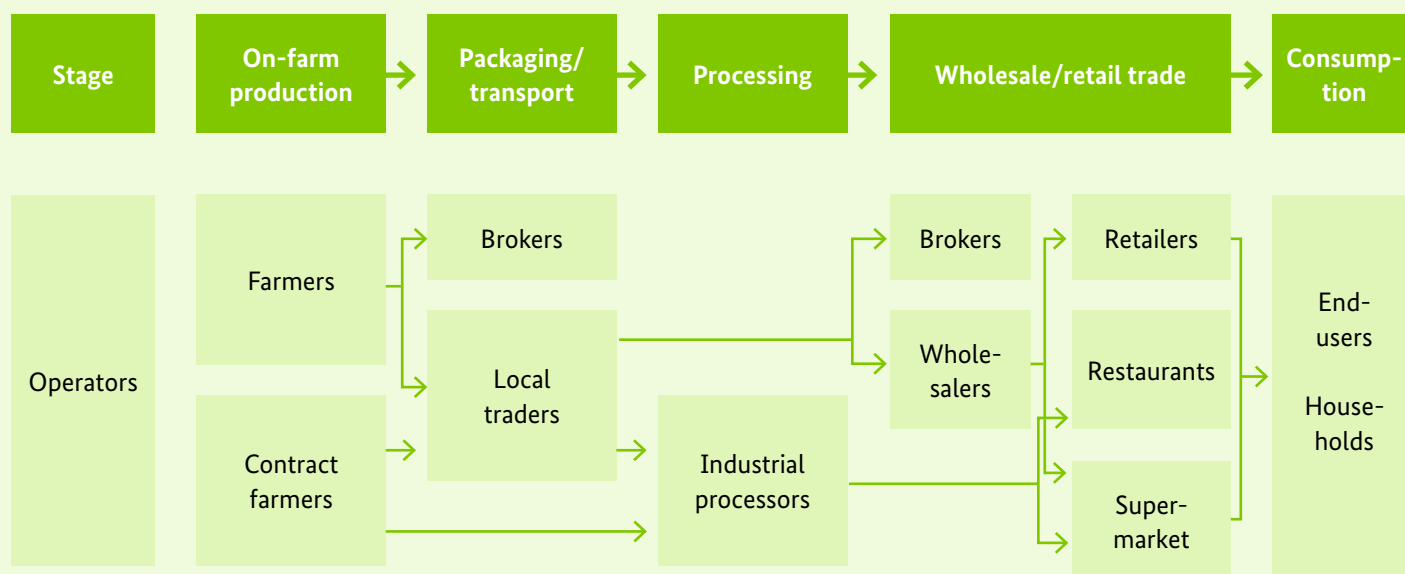 Stage
On-farm
production
Packaging/
transport
Processing
Wholesale/retail trade
Consump-
tion
Operators
Farmers
Contract
farmers
Brokers
Local
traders
Industrial
processors
Brokers
Whole-
salers
Retailers
Restaurants
Super-
market
End-
users
House-
holds